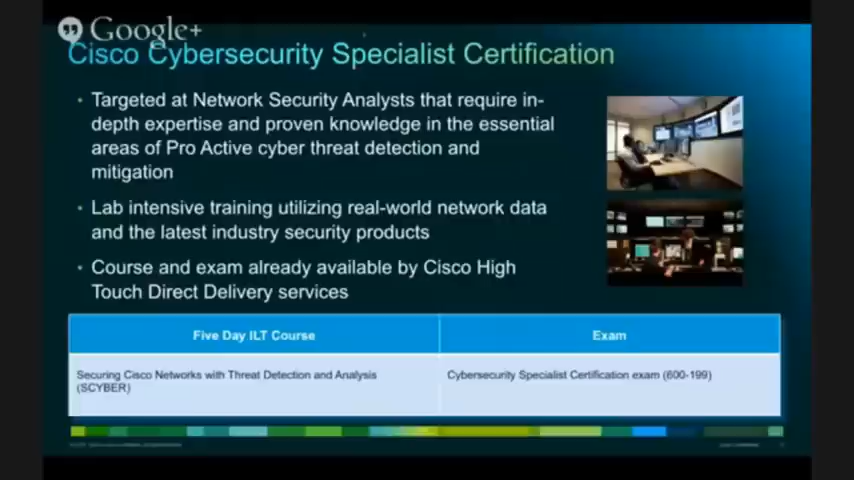 Google+
Cisco Cybersecurity Specialist Certification
• Targeted at Network Security Analysts that require in-
depth expertise and proven knowledge in the essential
areas of Pro Active cyber threat detection and
mitigation
• Lab intensive training utilizing real-world network data
and the latest industry security products
• Course and exam already available by Cisco High
Touch Direct Delivery services
Five Day ILT Course
Exam
Securing Cisco Networks with Threat Detection and Analysis
(SCYBER)
Cybersecurity Specialist Certification exam (600-199)